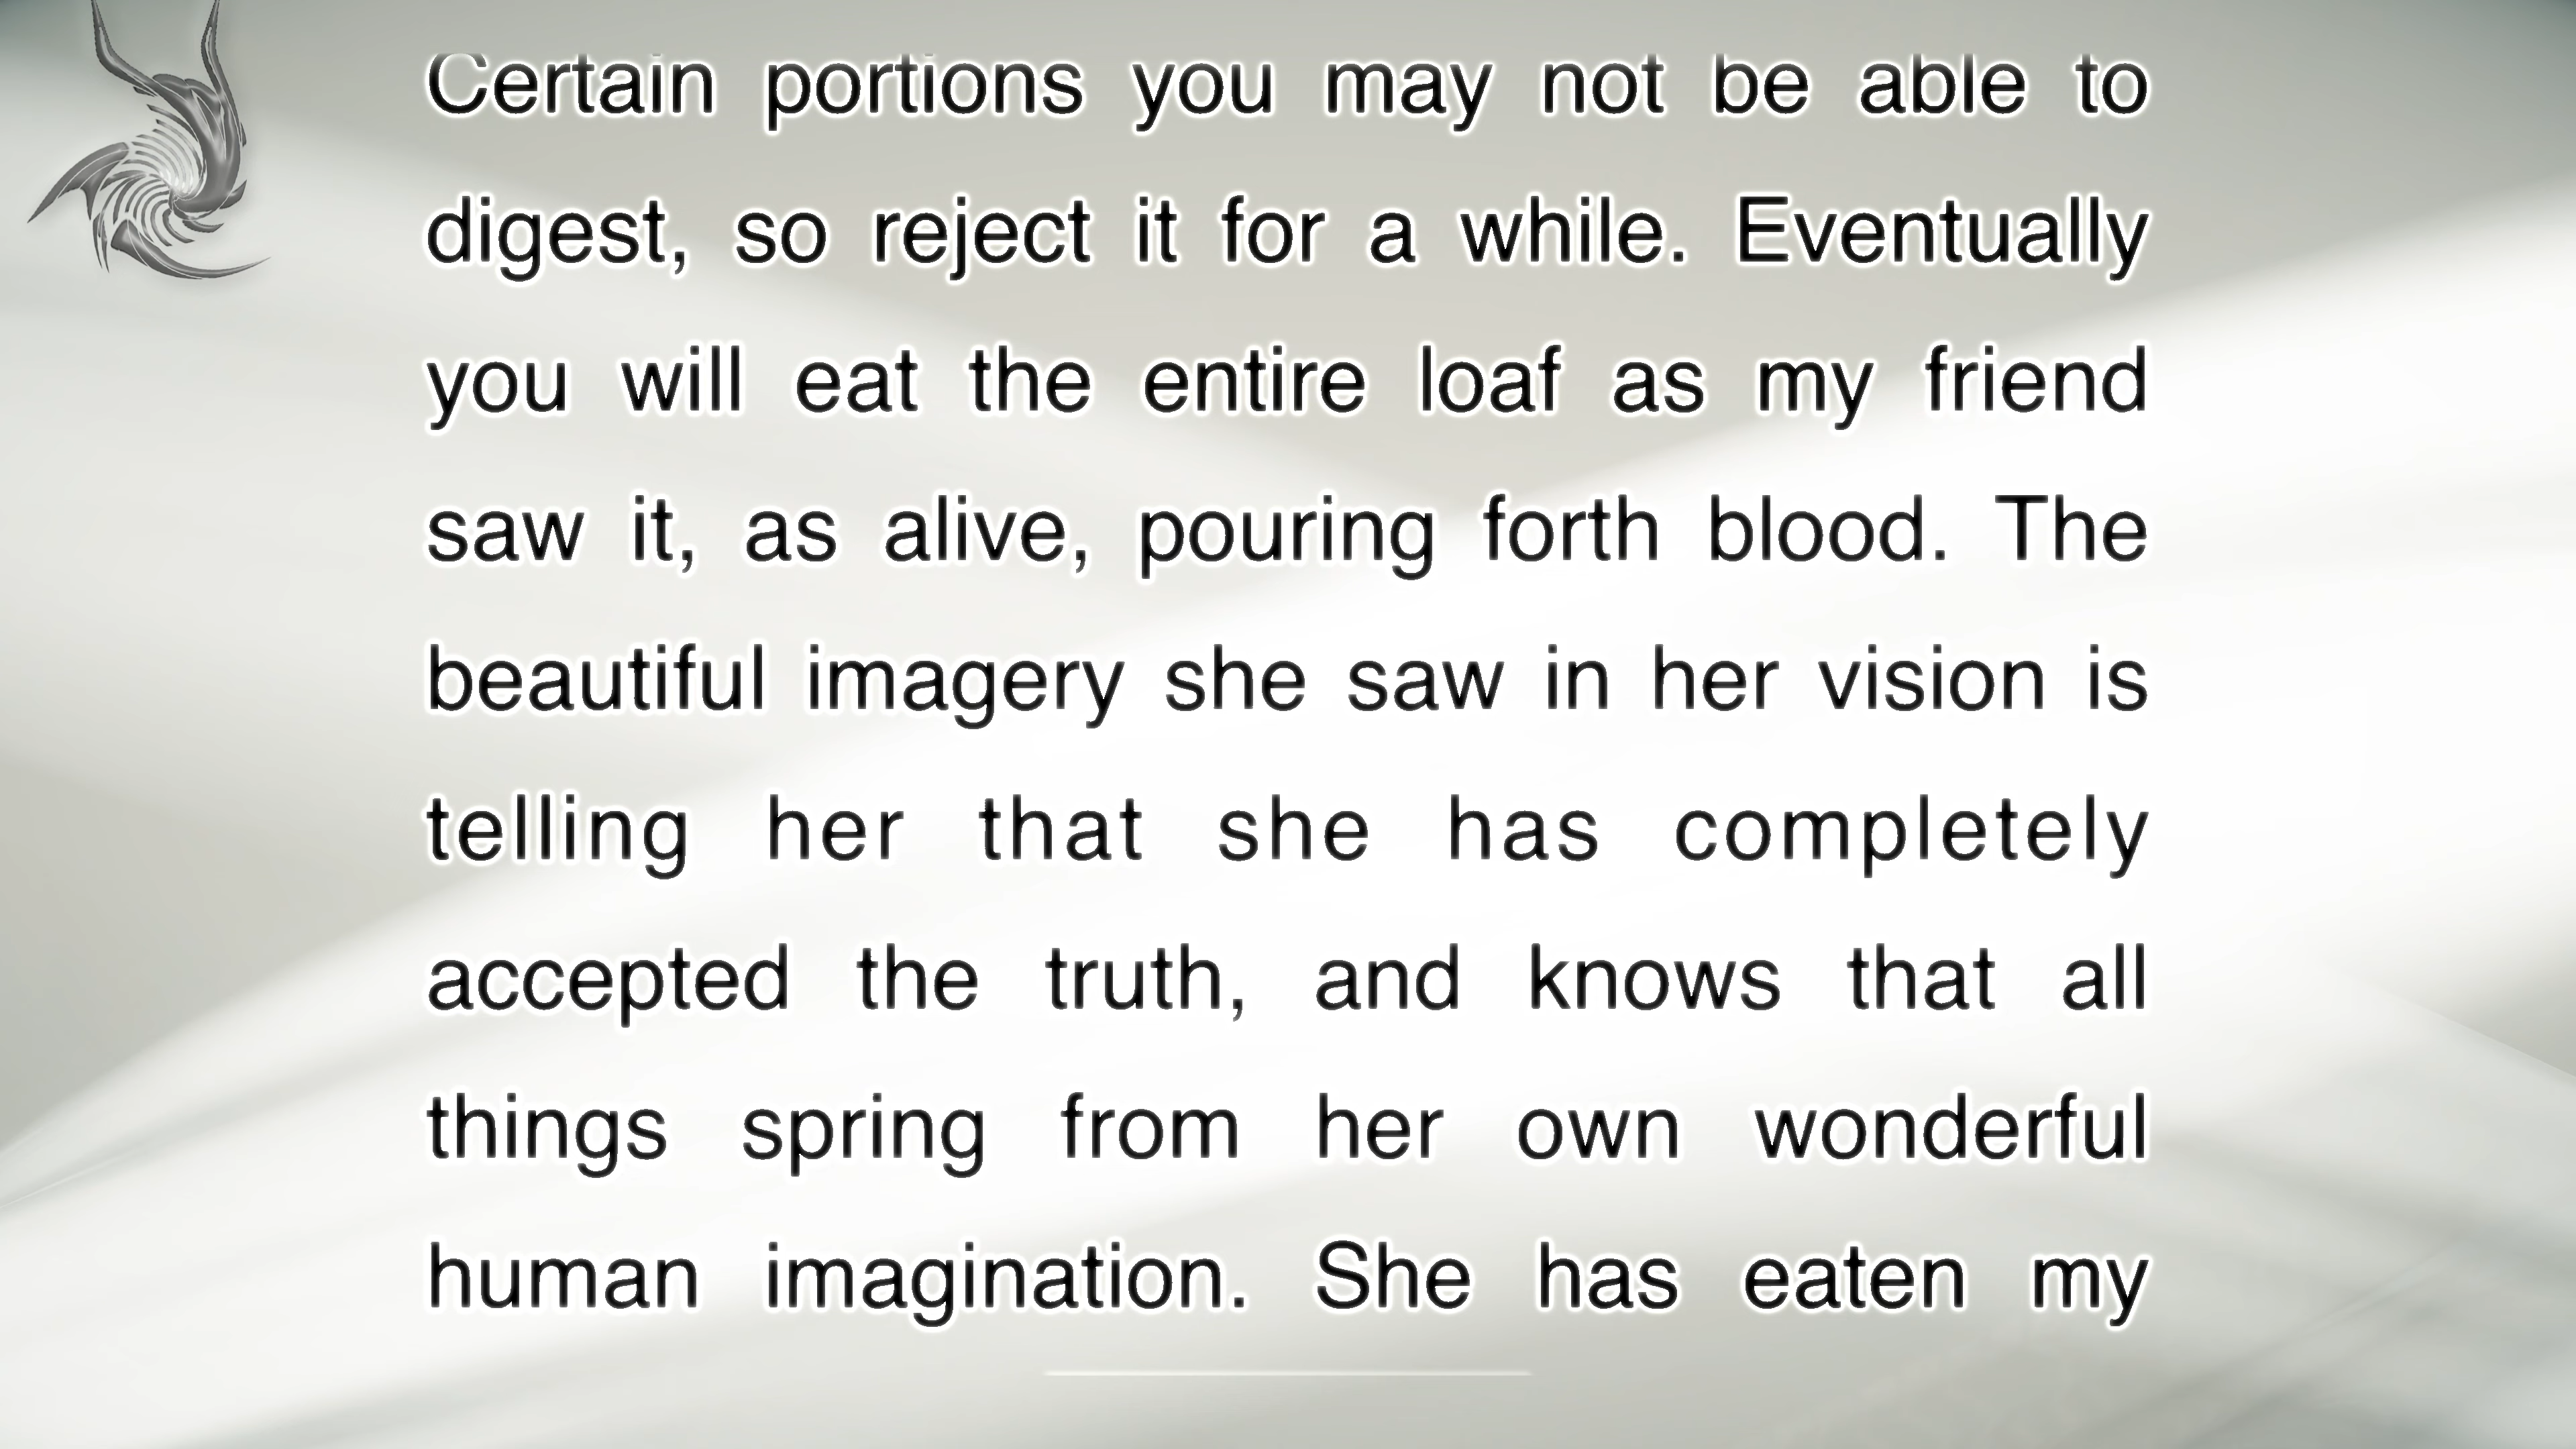 Certain portions you may not be able to
digest, so reject it for a while. Eventually
you will eat the entire loaf as my friend
saw it, as alive, pouring forth blood. The
beautiful imagery she saw in her vision is
telling her that she has completely
accepted the truth, and knows that all
things spring from her own wonderful
human imagination. She has eaten my